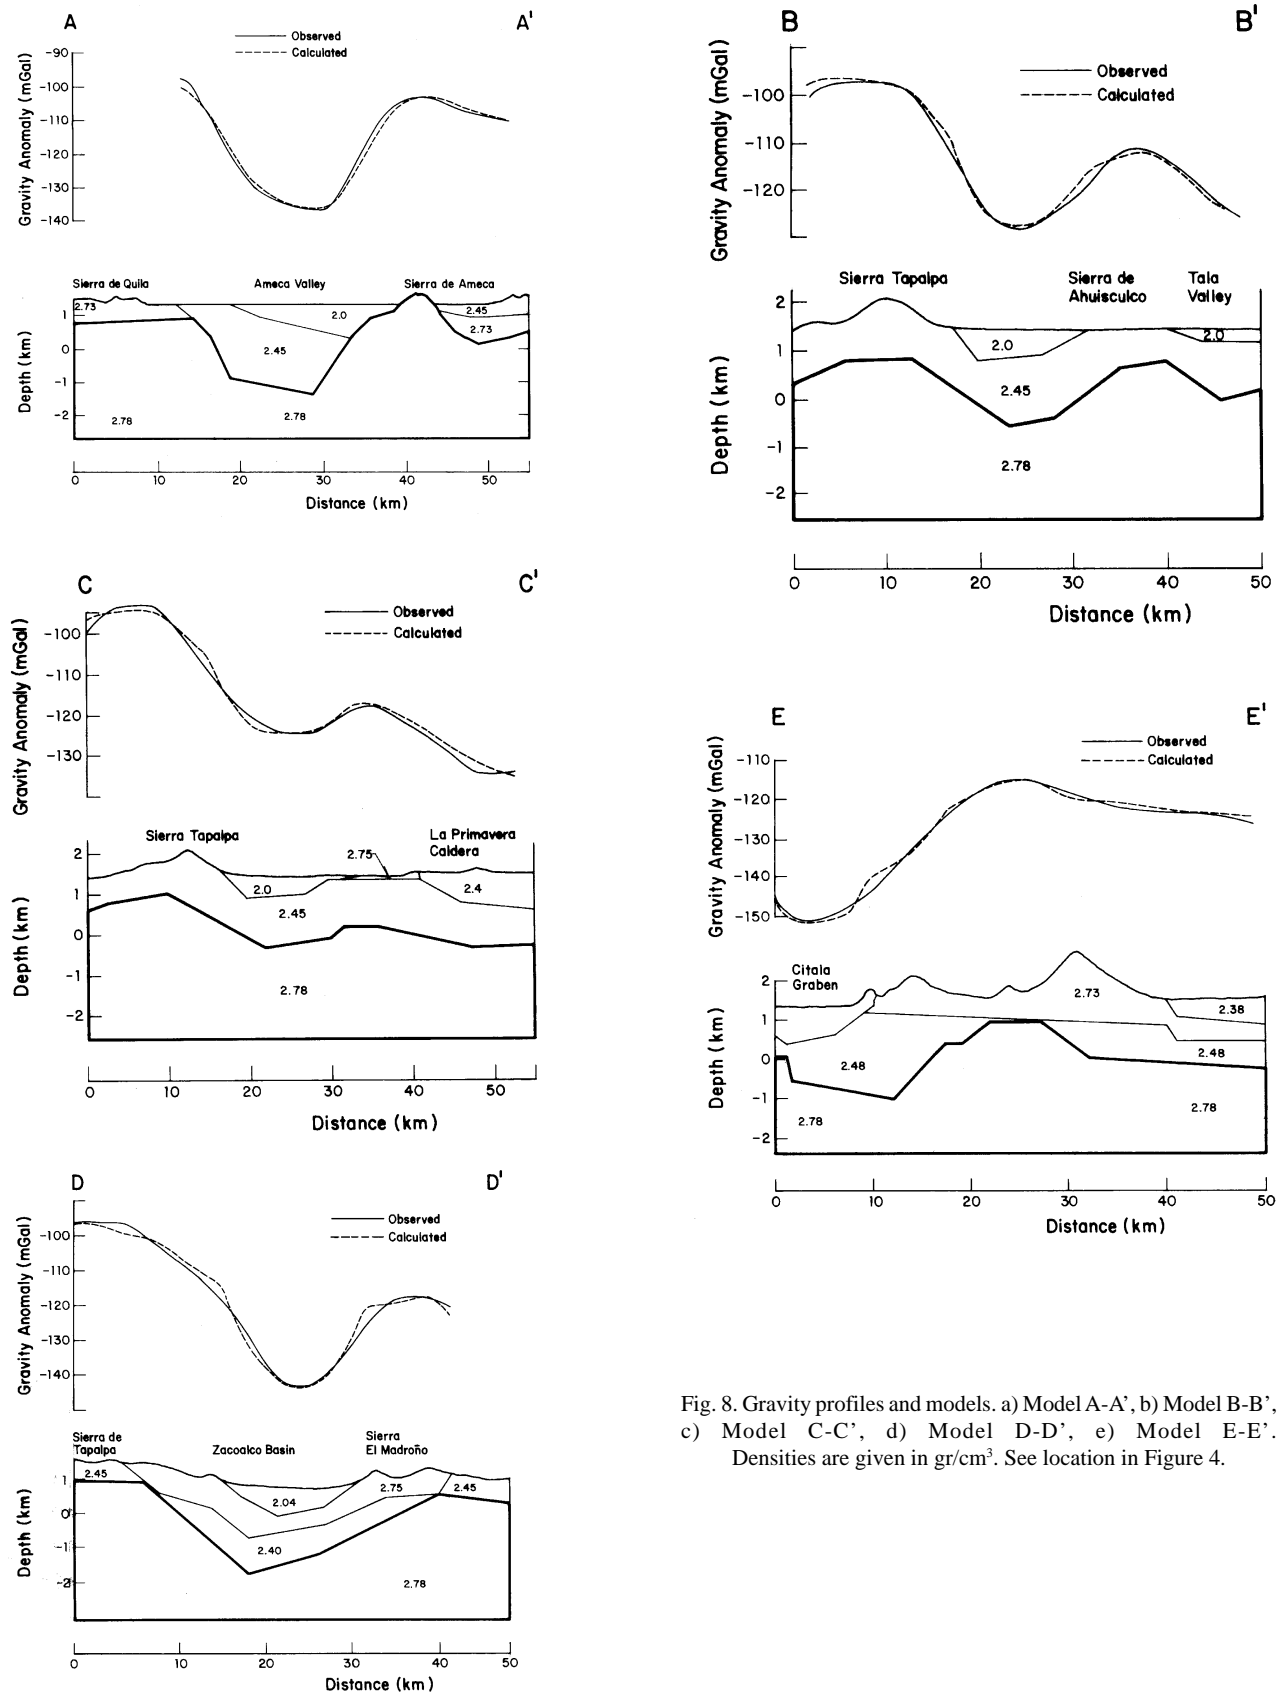 A
A'
Observed
Calculated
Gravity Anomaly (mGal)
-90
-100
-110
-120
-130
-140
Sierra de Quila
Ameca Valley
Sierra de Ameca
2.73
2.0
2.45
2.45
2.73
2.78
2.78
Depth (km)
1
0
-1
-2
0
10
20
30
40
50
Distance (km)
B
B'
Observed
Calculated
Gravity Anomaly (mGal)
-100
-110
-120
Sierra Tapalpa
Sierra de
Ahuisculco
Tala
Valley
2.0
2.0
2.45
2.78
Depth (km)
2
1
0
-1
-2
0
10
20
30
40
50
Distance (km)
C
C'
Observed
Calculated
Gravity Anomaly (mGal)
-100
-110
-120
-130
Sierra Tapalpa
La Primavera
Caldera
2.75
2.0
2.4
2.45
2.78
Depth (km)
2
1
0
-1
-2
0
10
20
30
40
50
Distance (km)
E
E'
Observed
Calculated
Gravity Anomaly (mGal)
-110
-120
-130
-140
-150
Citala
Graben
2.73
2.38
2.48
2.48
2.78
2.78
Depth (km)
2
1
0
-1
-2
0
10
20
30
40
50
Distance (km)
D
D'
Observed
Calculated
Gravity Anomaly (mGal)
-100
-110
-120
-130
-140
Sierra de
Tapalpa
Zacoalco Basin
Sierra
El Madroño
2.45
2.04
2.75
2.45
2.40
2.78
Depth (km)
1
0
-1
-2
0
10
20
30
40
50
Distance (km)
Fig. 8. Gravity profiles and models. a) Model A-A’, b) Model B-B’,
c) Model C-C’, d) Model D-D’, e) Model E-E’.
Densities are given in gr/cm³. See location in Figure 4.